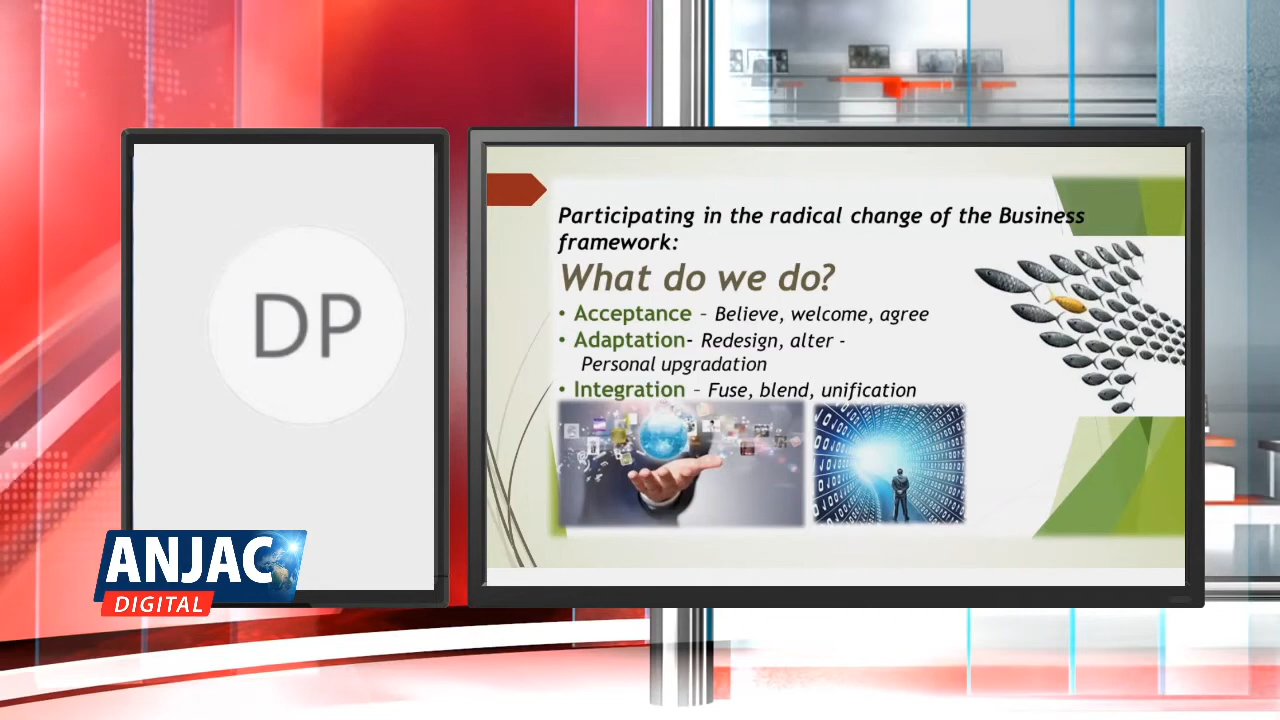 DP
ANJAC
DIGITAL
Participating in the radical change of the Business
framework:
What do we do?
• Acceptance – Believe, welcome, agree
• Adaptation- Redesign, alter -
Personal upgradation
• Integration – Fuse, blend, unification